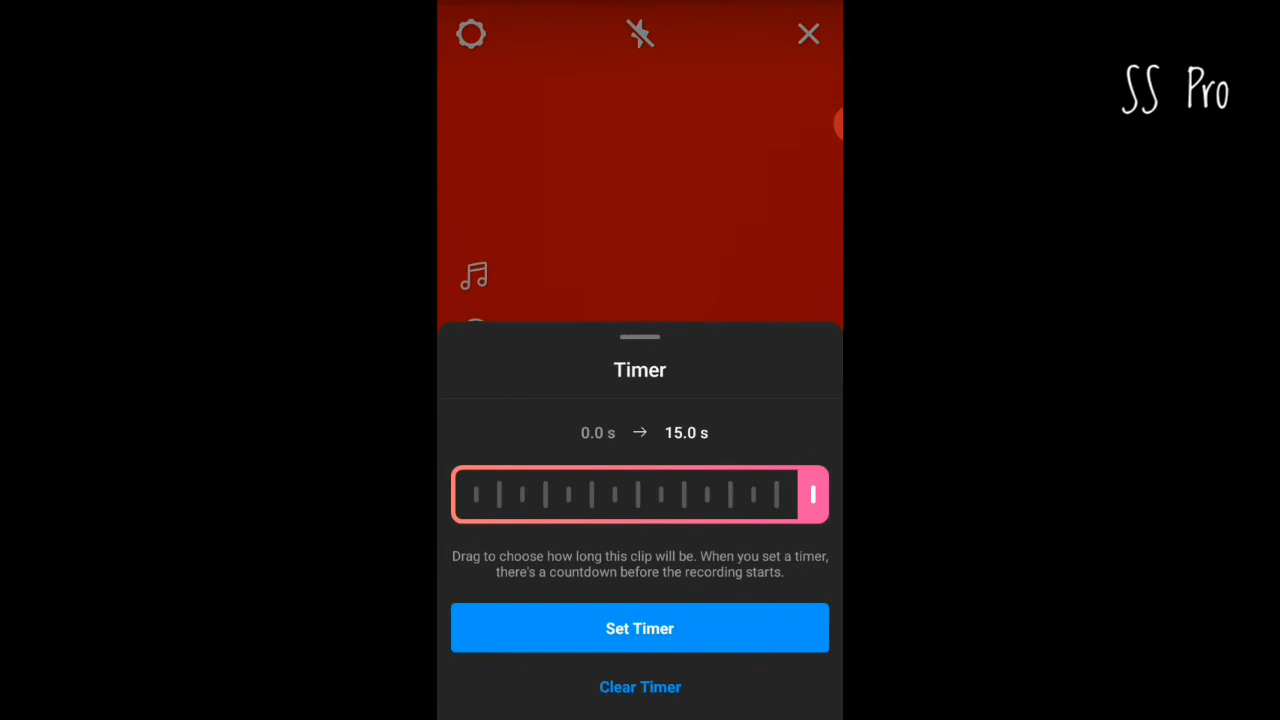 SS Pro
Timer
0.0 s → 15.0 s
Drag to choose how long this clip will be. When you set a timer,
there's a countdown before the recording starts.
Set Timer
Clear Timer